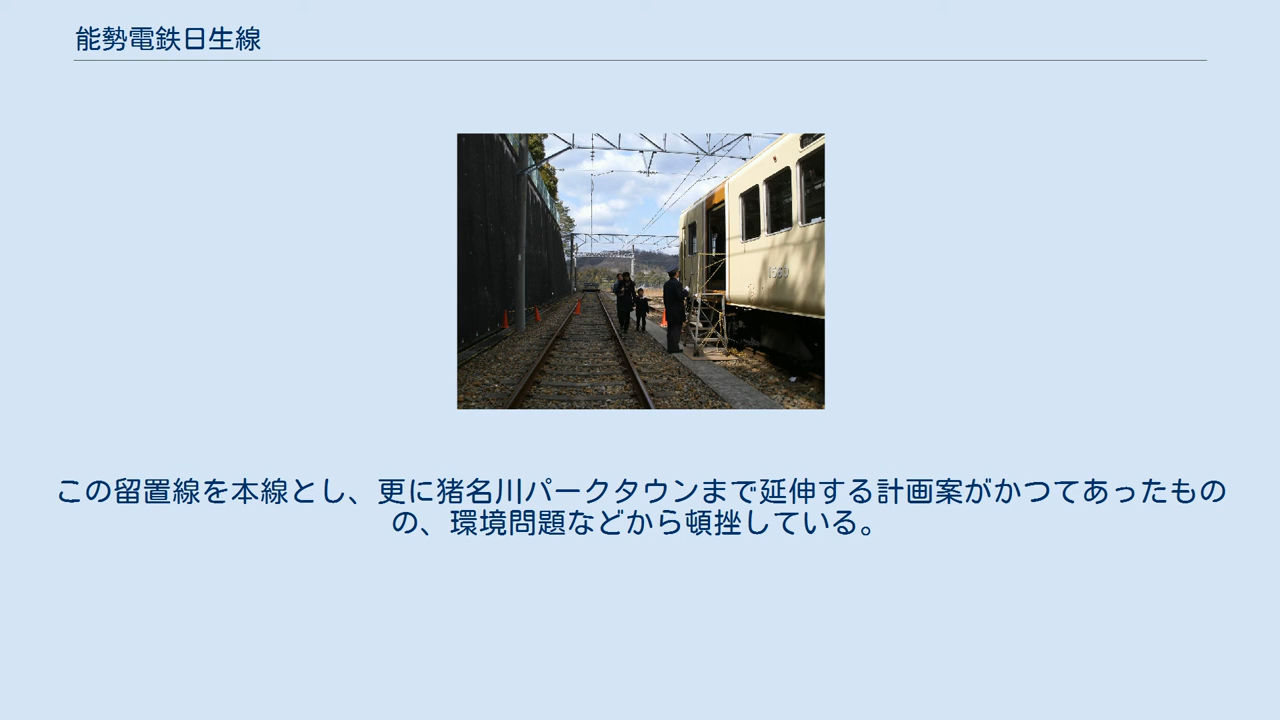 能勢電鉄日生線
この留置線を本線とし、更に猪名川パークタウンまで延伸する計画案がかつてあったもの
の、環境問題などから頓挫している。